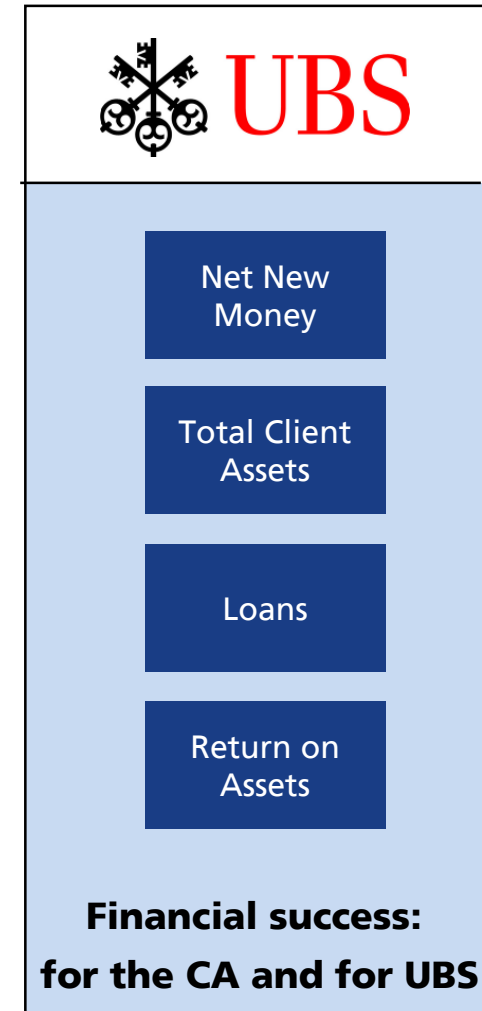 UBS
Net New
Money
Total Client
Assets
Loans
Return on
Assets
Financial success:
for the CA and for UBS